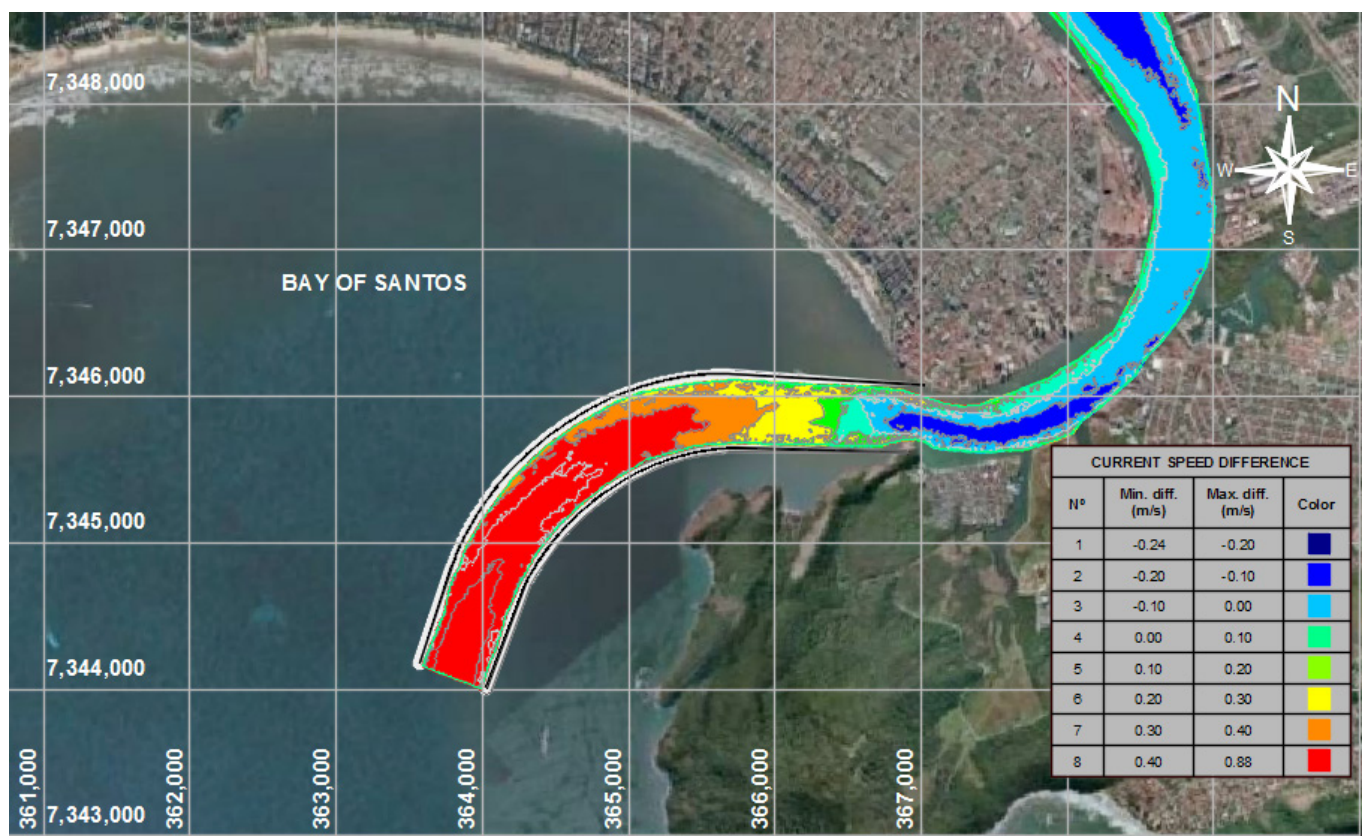 7,348,000
N
W E
S
7,347,000
BAY OF SANTOS
7,346,000
CURRENT SPEED DIFFERENCE
Nº Min. diff. (m/s) Max. diff. (m/s) Color
1 -0.24 -0.20
2 -0.20 -0.10
3 -0.10 0.00
4 0.00 0.10
5 0.10 0.20
6 0.20 0.30
7 0.30 0.40
8 0.40 0.88
7,345,000
7,344,000
7,343,000
361,000
362,000
363,000
364,000
365,000
366,000
367,000